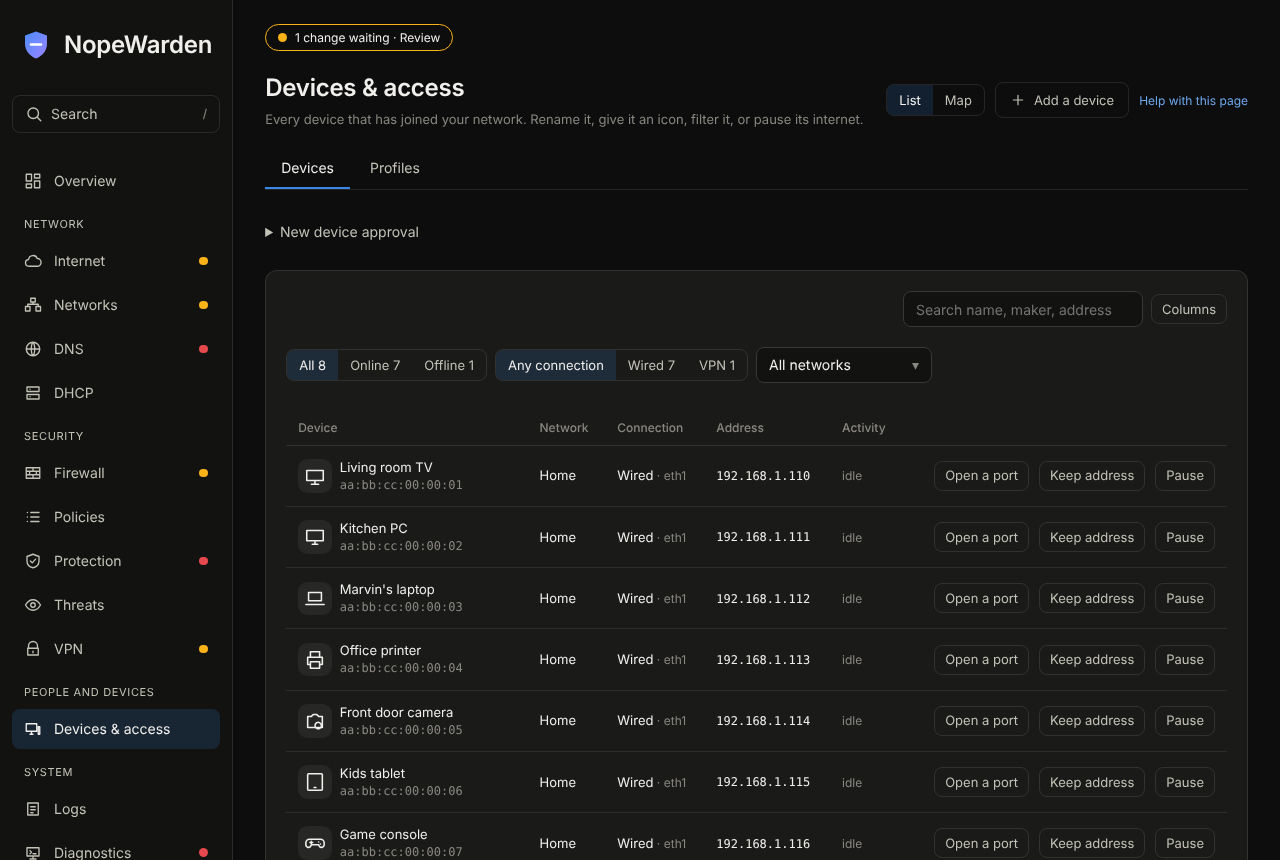 NopeWarden
Search /
Overview
NETWORK
Internet
Networks
DNS
DHCP
SECURITY
Firewall
Policies
Protection
Threats
VPN
PEOPLE AND DEVICES
Devices & access
SYSTEM
Logs
Diagnostics
1 change waiting · Review
Devices & access
Every device that has joined your network. Rename it, give it an icon, filter it, or pause its internet.
List Map Add a device Help with this page
Devices Profiles
New device approval
Search name, maker, address Columns
All 8 Online 7 Offline 1 Any connection Wired 7 VPN 1 All networks
Device Network Connection Address Activity
Living room TV
aa:bb:cc:00:00:01
Home Wired · eth1 192.168.1.110 idle Open a port Keep address Pause
Kitchen PC
aa:bb:cc:00:00:02
Home Wired · eth1 192.168.1.111 idle Open a port Keep address Pause
Marvin's laptop
aa:bb:cc:00:00:03
Home Wired · eth1 192.168.1.112 idle Open a port Keep address Pause
Office printer
aa:bb:cc:00:00:04
Home Wired · eth1 192.168.1.113 idle Open a port Keep address Pause
Front door camera
aa:bb:cc:00:00:05
Home Wired · eth1 192.168.1.114 idle Open a port Keep address Pause
Kids tablet
aa:bb:cc:00:00:06
Home Wired · eth1 192.168.1.115 idle Open a port Keep address Pause
Game console
aa:bb:cc:00:00:07
Home Wired · eth1 192.168.1.116 idle Open a port Keep address Pause